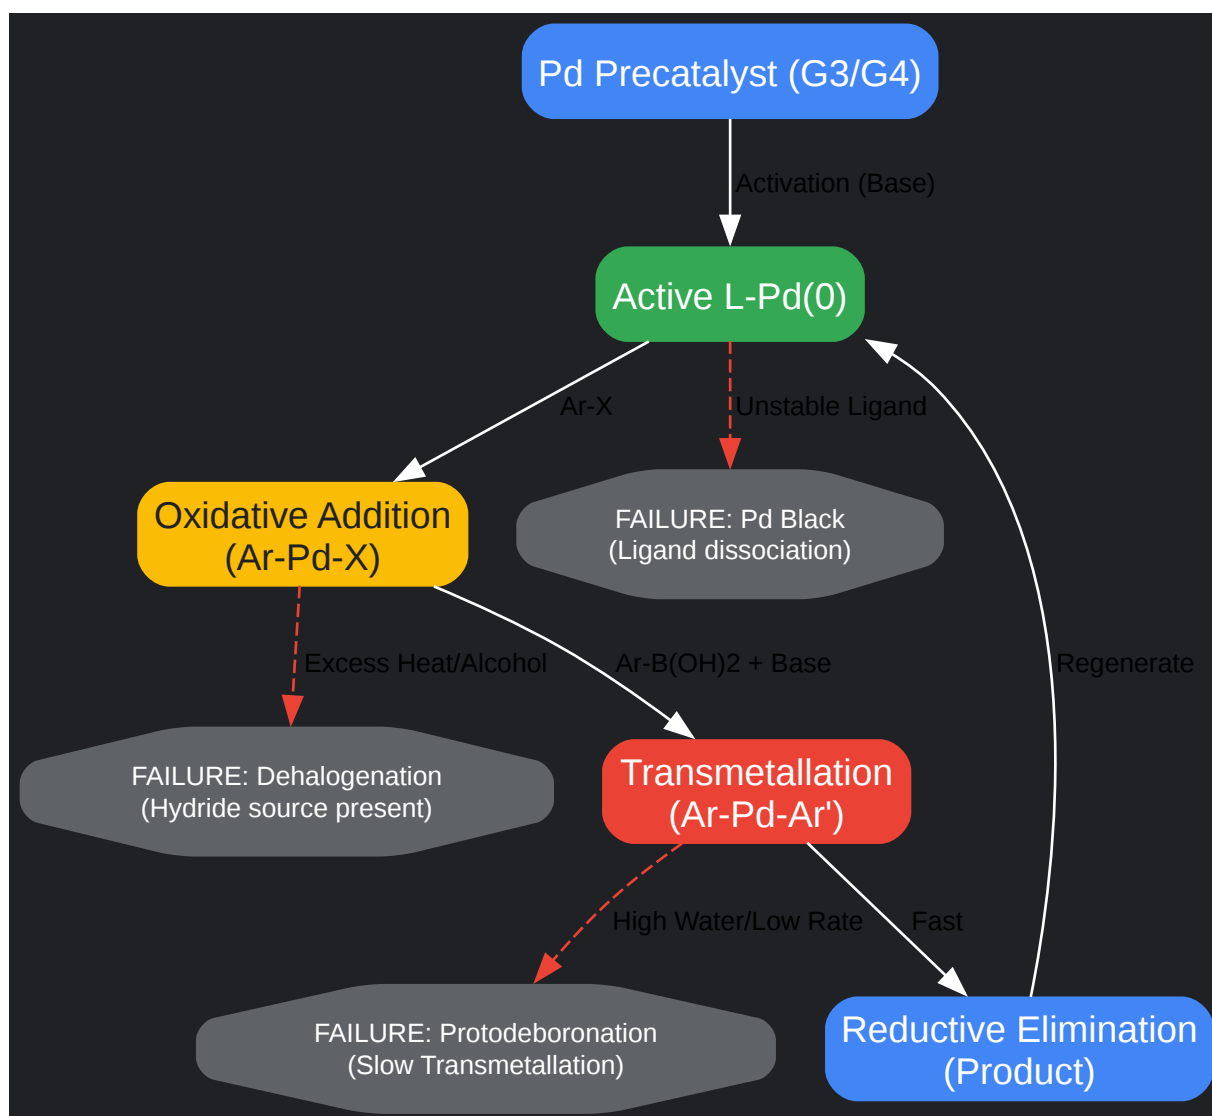 Pd Precatalyst (G3/G4)
Activation (Base)
Active L-Pd(0)
Ar-X
Unstable Ligand
Oxidative Addition
(Ar-Pd-X)
FAILURE: Pd Black
(Ligand dissociation)
Excess Heat/Alcohol
Ar-B(OH)2 + Base
Regenerate
FAILURE: Dehalogenation
(Hydride source present)
Transmetallation
(Ar-Pd-Ar')
High Water/Low Rate
Fast
FAILURE: Protodeboronation
(Slow Transmetallation)
Reductive Elimination
(Product)